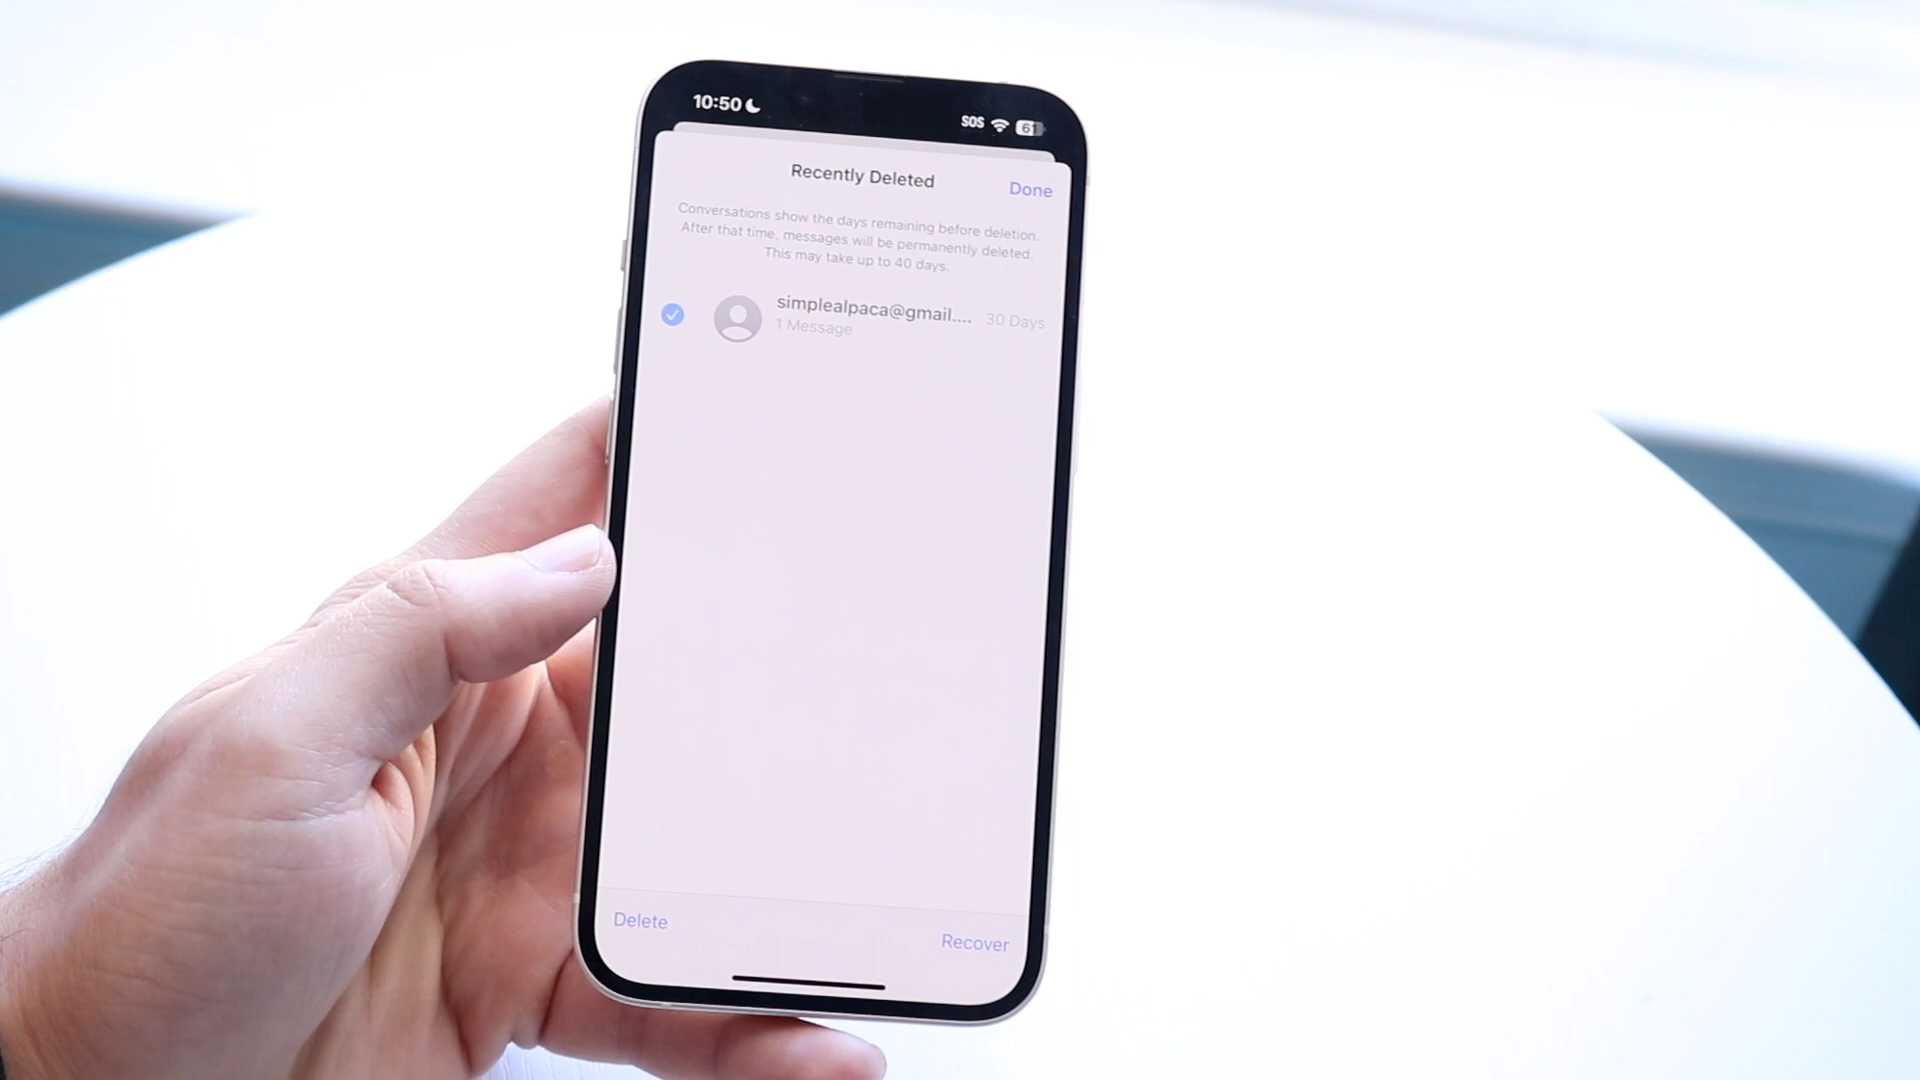 10:50
SOS
61
Recently Deleted
Done
Conversations show the days remaining before deletion.
After that time, messages will be permanently deleted.
This may take up to 40 days.
simplealpaca@gmail....
30 Days
1 Message
Delete
Recover